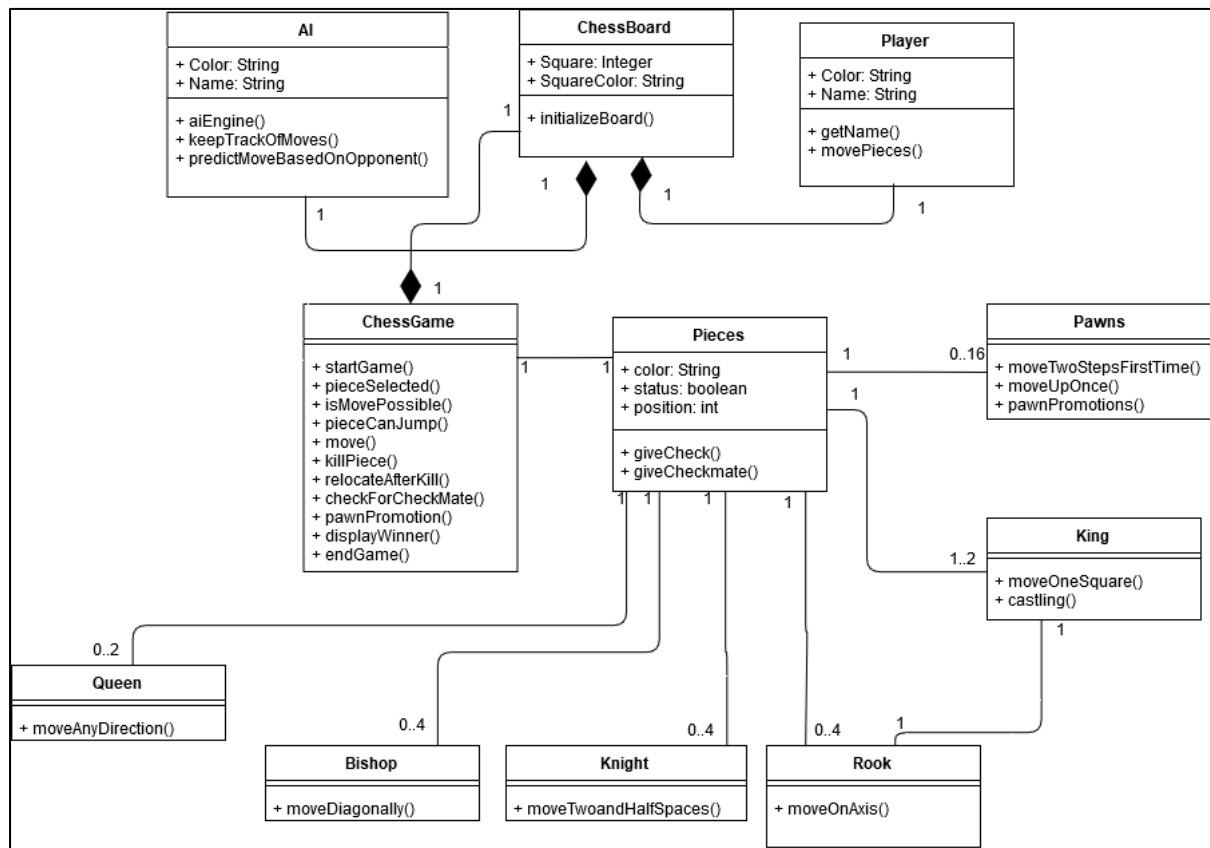 AI
+ Color: String
+ Name: String
+ aiEngine()
+ keepTrackOfMoves()
+ predictMoveBasedOnOpponent()
1
ChessBoard
+ Square: Integer
+ SquareColor: String
+ initializeBoard()
1
1
1
Player
+ Color: String
+ Name: String
+ getName()
+ movePieces()
1
1
ChessGame
+ startGame()
+ pieceSelected()
+ isMovePossible()
+ pieceCanJump()
+ move()
+ killPiece()
+ relocateAfterKill()
+ checkForCheckMate()
+ pawnPromotion()
+ displayWinner()
+ endGame()
1
1
Pieces
+ color: String
+ status: boolean
+ position: int
+ giveCheck()
+ giveCheckmate()
1
1
1
1
1
1
0..16
Pawns
+ moveTwoStepsFirstTime()
+ moveUpOnce()
+ pawnPromotions()
1..2
King
+ moveOneSquare()
+ castling()
1
0..2
Queen
+ moveAnyDirection()
0..4
Bishop
+ moveDiagonally()
0..4
Knight
+ moveTwoandHalfSpaces()
0..4
1
Rook
+ moveOnAxis()